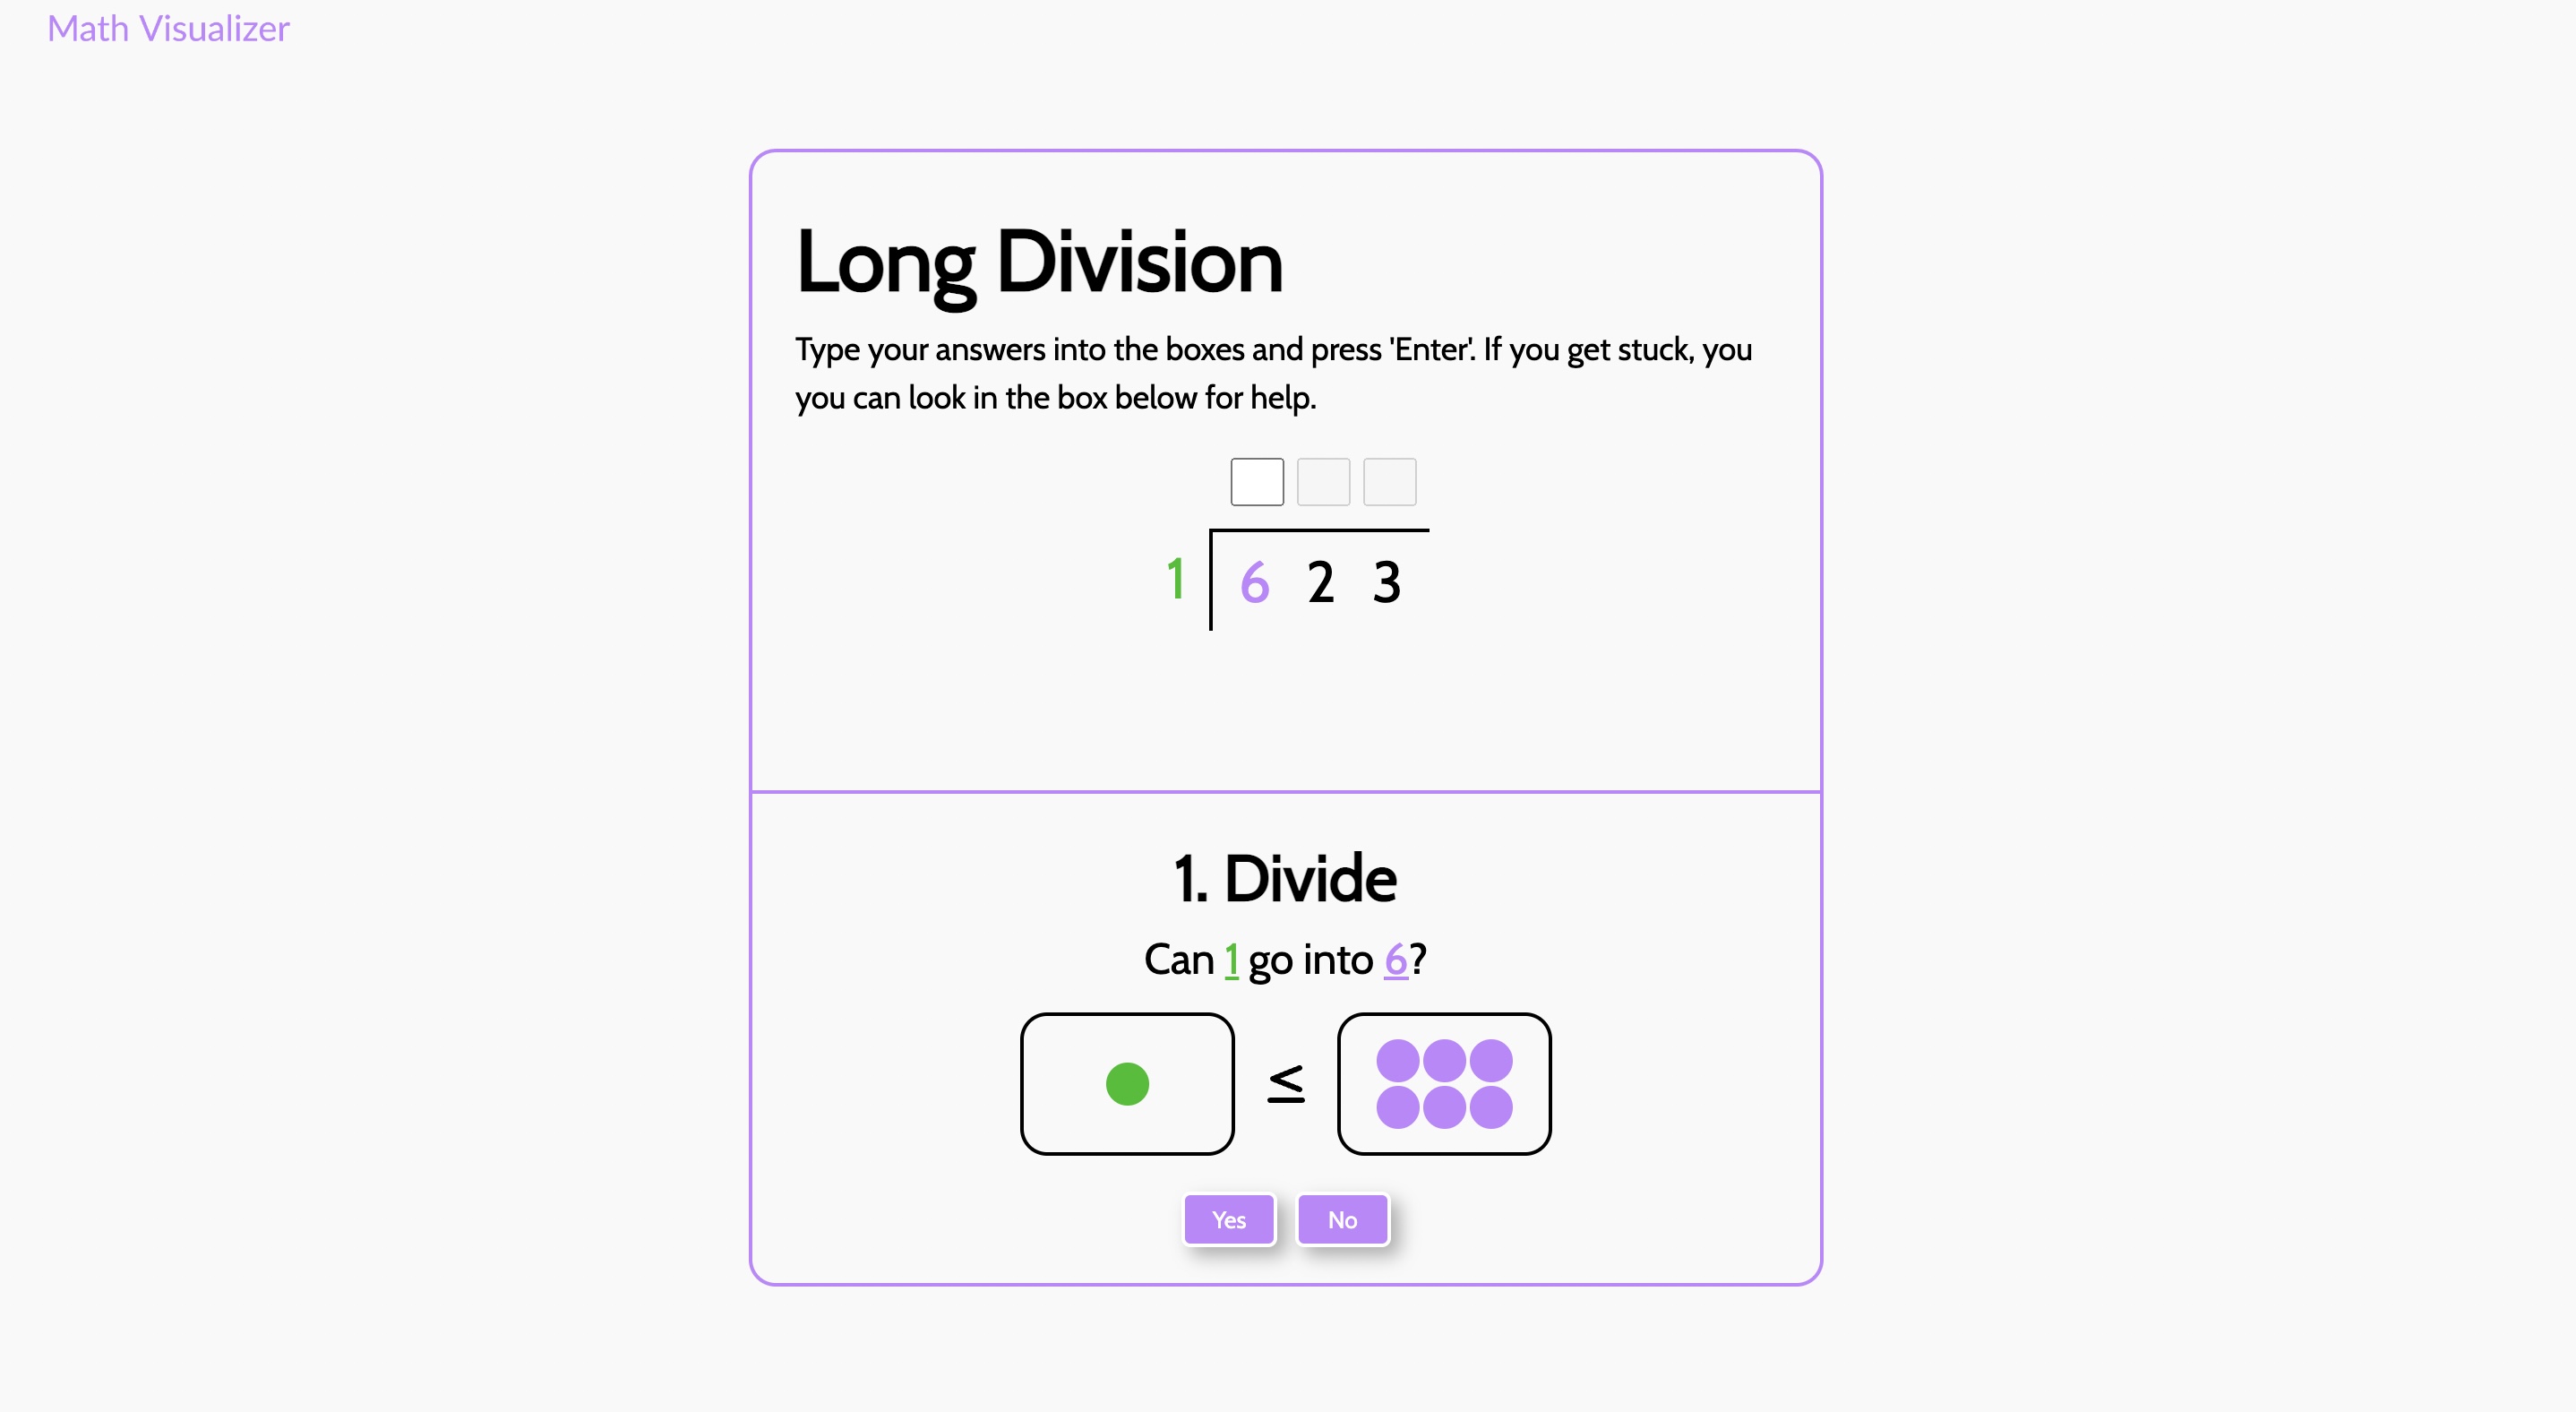 Math Visualizer
Long Division
Type your answers into the boxes and press 'Enter'. If you get stuck, you
you can look in the box below for help.
1 6 2 3
1. Divide
Can 1 go into 6?
≤
Yes No